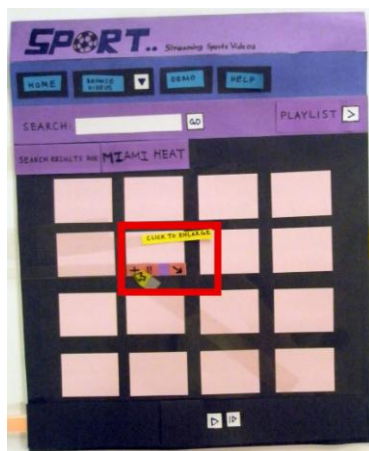 SPORT.. Streaming Sports Videos
HOME BROWSE VIDEOS DEMO HELP
SEARCH: GO PLAYLIST >
SEARCH RESULTS FOR MIAMI HEAT
CLICK TO ENLARGE